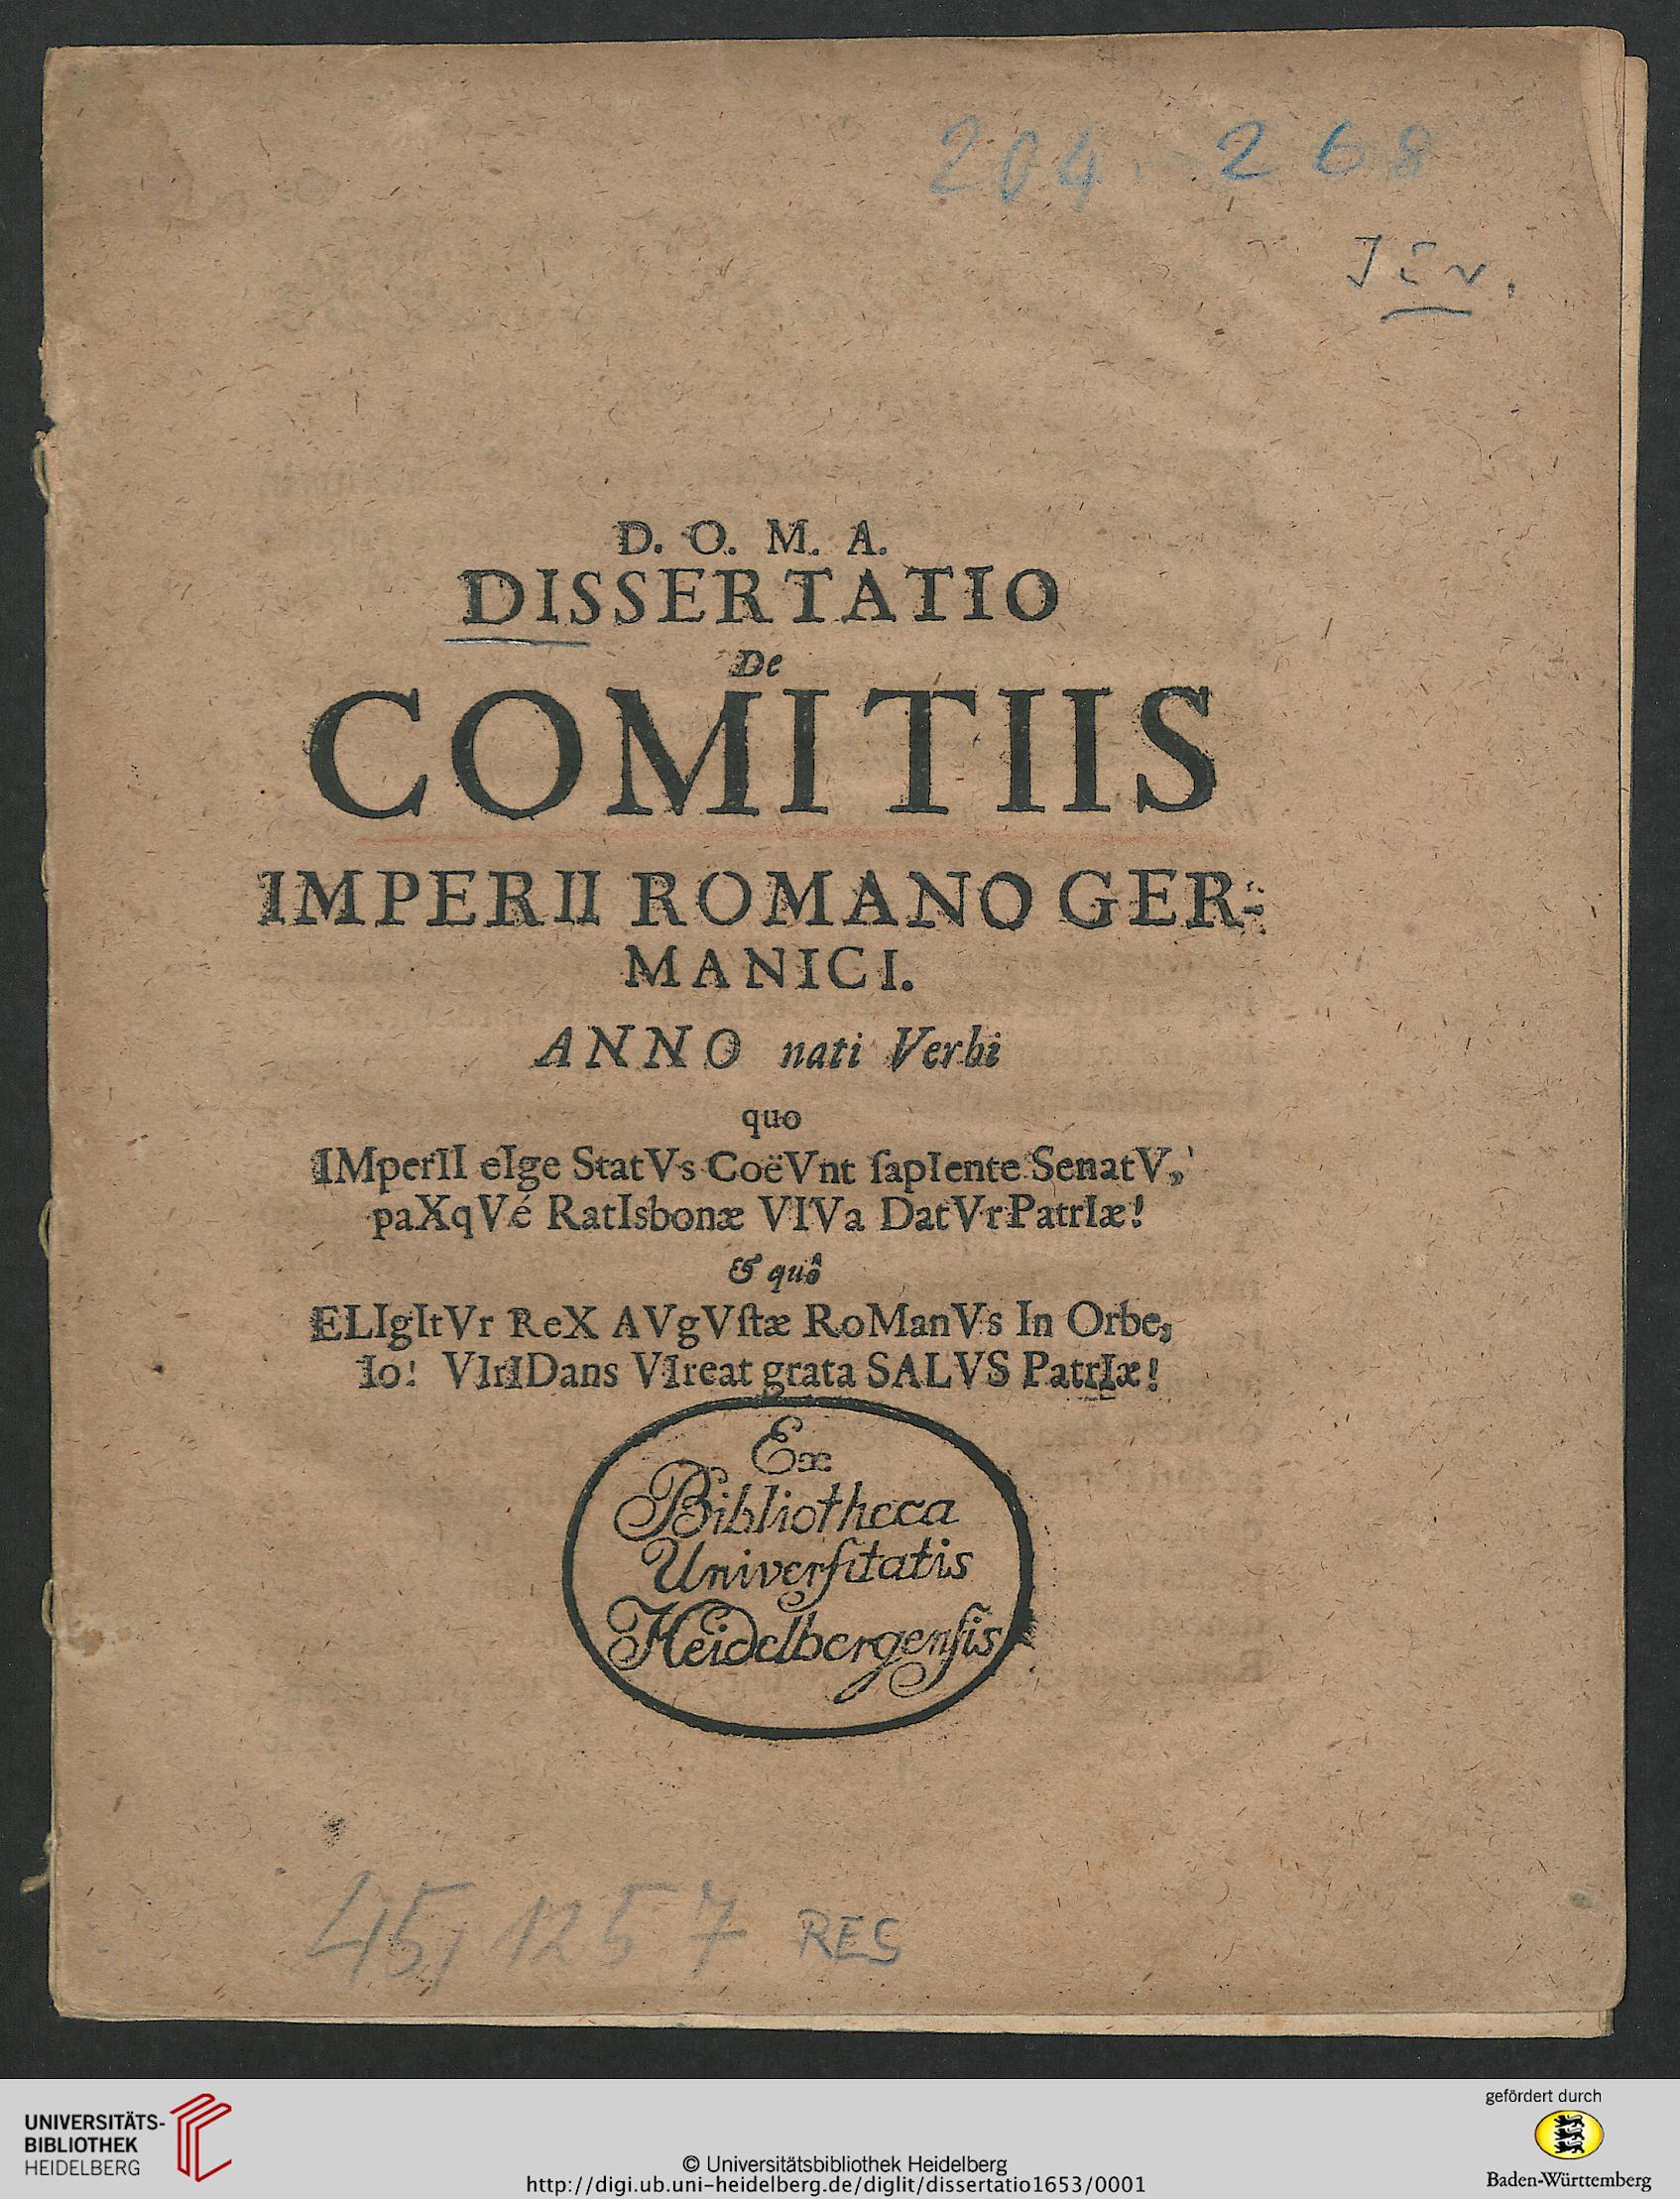 204. 268
Jur.
D. O. M. A.
DISSERTATIO
De
COMITIIS
IMPERII ROMANO GER-
MANICI.
ANNO nati Verbi
quo
IMperII eIge StatVs CoëVnt ſapIente SenatV,
paXqVé RatIsbonæ VIVa DatVr PatrIæ!
& quô
ELIgItVr ReX AVgVſtæ RoManVs In Orbe,
Io! VIrIDans VIreat grata SALVS PatrIæ!
Ex
Bibliotheca
Univerſitatis
Heidelbergenſis
45, 1257 RES
UNIVERSITÄTS-
BIBLIOTHEK
HEIDELBERG
© Universitätsbibliothek Heidelberg
http://digi.ub.uni-heidelberg.de/diglit/dissertatio1653/0001
gefördert durch
Baden-Württemberg